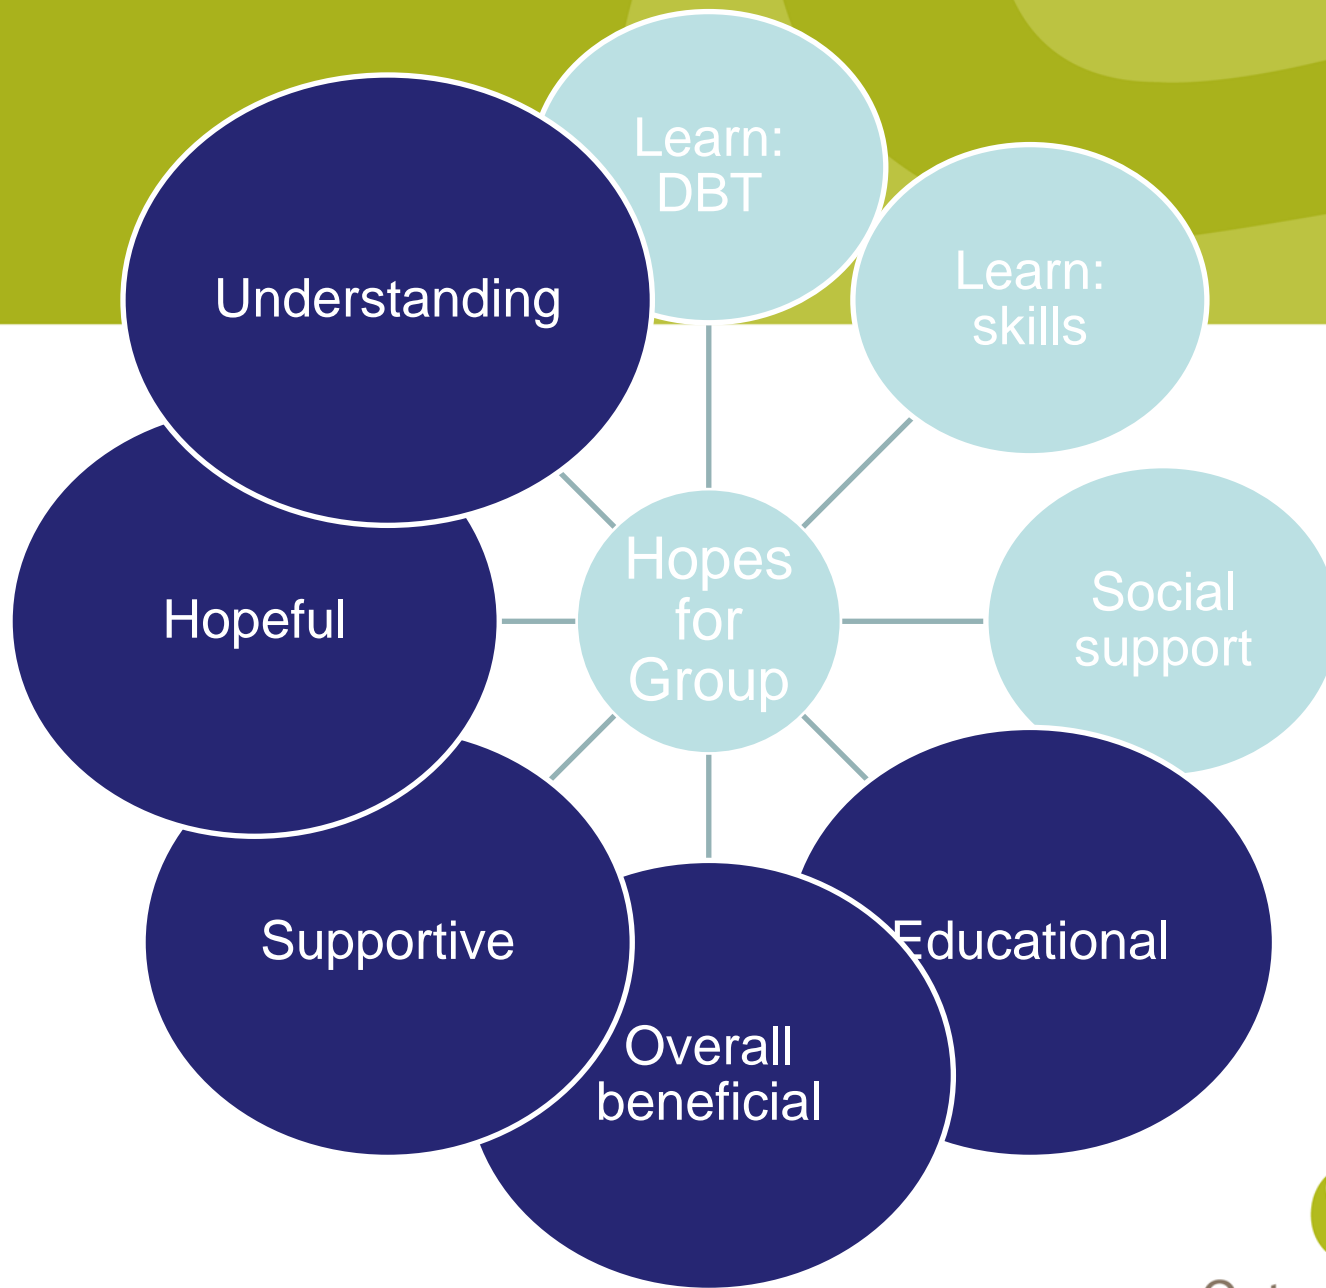 Learn:
DBT
Learn:
skills
Social
support
Educational
Overall
beneficial
Supportive
Hopeful
Understanding
Hopes
for
Group